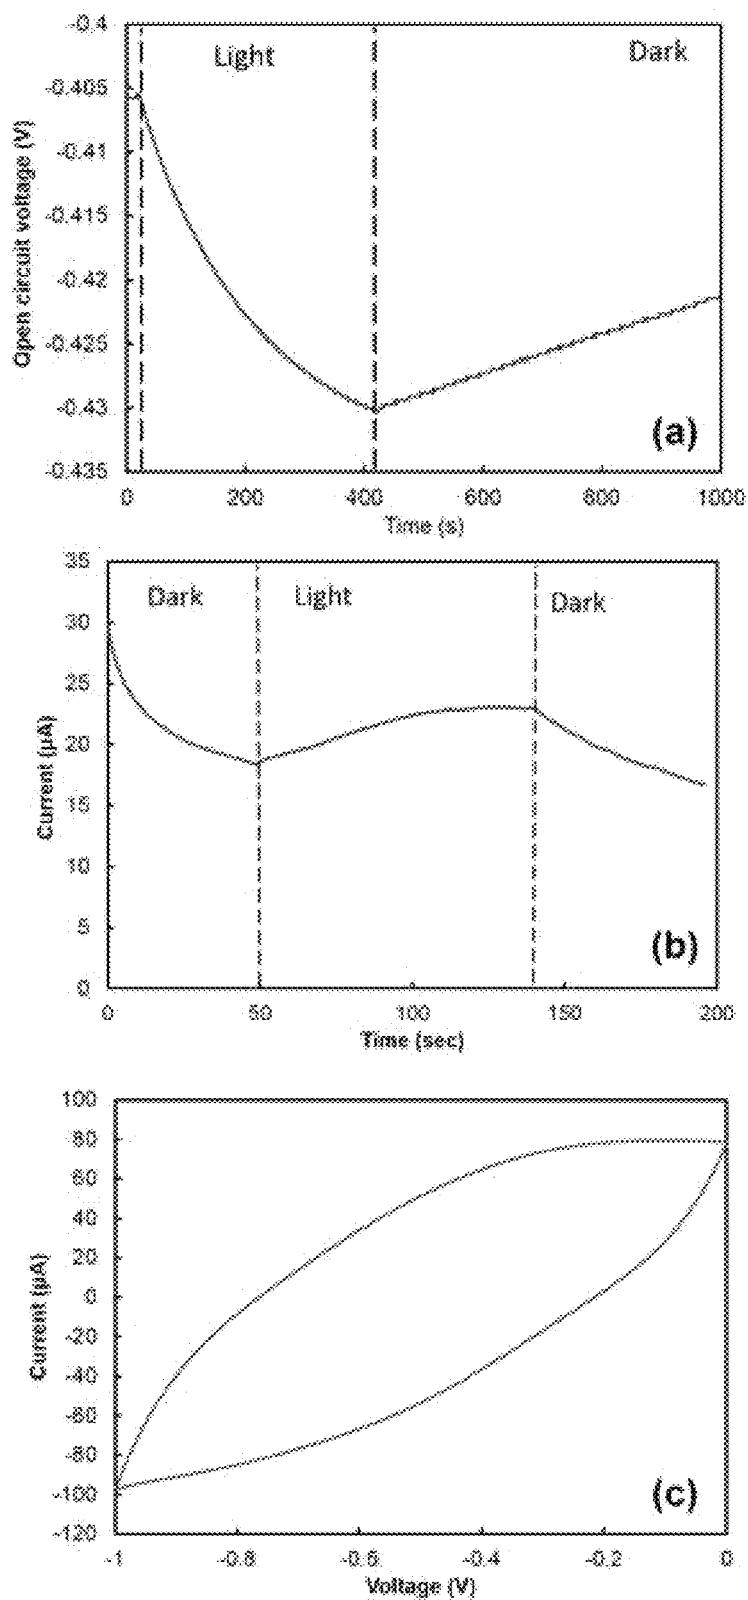 -0.4
Light
Dark
-0.405
-0.41
-0.415
-0.42
-0.425
-0.43
-0.435
Open circuit voltage (V)
(a)
0 200 400 600 800 1000
Time (s)
35
Dark Light Dark
30
25
20
15
10
5
0
Current (µA)
(b)
0 50 100 150 200
Time (sec)
100
80
60
40
20
0
-20
-40
-60
-80
-100
-120
Current (µA)
(c)
-1 -0.8 -0.6 -0.4 -0.2 0
Voltage (V)